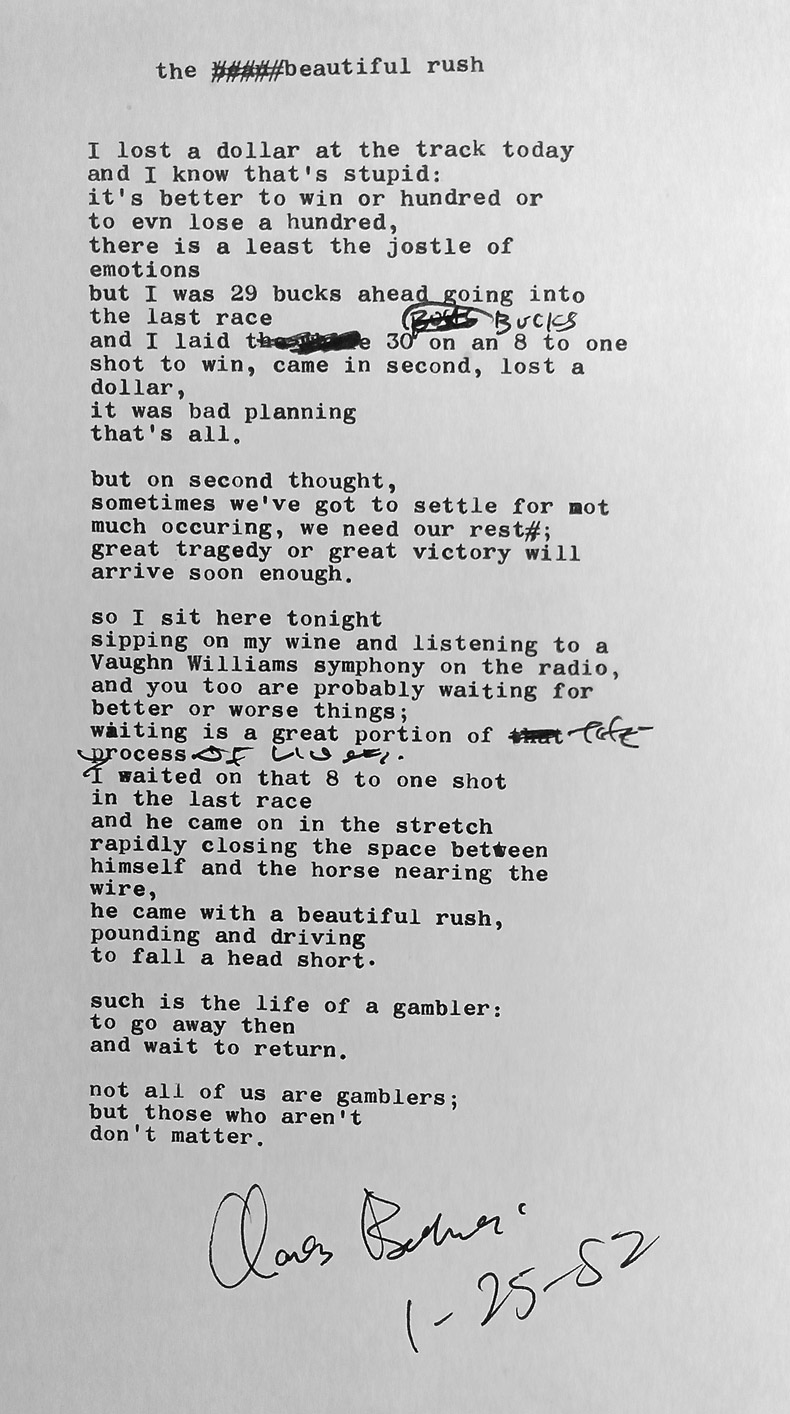 the beautiful rush
I lost a dollar at the track today
and I know that's stupid:
it's better to win or hundred or
to evn lose a hundred,
there is a least the jostle of
emotions
but I was 29 bucks ahead going into
the last race
BUCKS
and I laid 30 on an 8 to one
shot to win, came in second, lost a
dollar,
it was bad planning
that's all.
but on second thought,
sometimes we've got to settle for not
much occuring, we need our rest#;
great tragedy or great victory will
arrive soon enough.
so I sit here tonight
sipping on my wine and listening to a
Vaughn Williams symphony on the radio,
and you too are probably waiting for
better or worse things;
waiting is a great portion of
process OF
I waited on that 8 to one shot
in the last race
and he came on in the stretch
rapidly closing the space between
himself and the horse nearing the
wire,
he came with a beautiful rush,
pounding and driving
to fall a head short.
such is the life of a gambler:
to go away then
and wait to return.
not all of us are gamblers;
but those who aren't
don't matter.
1-25-82